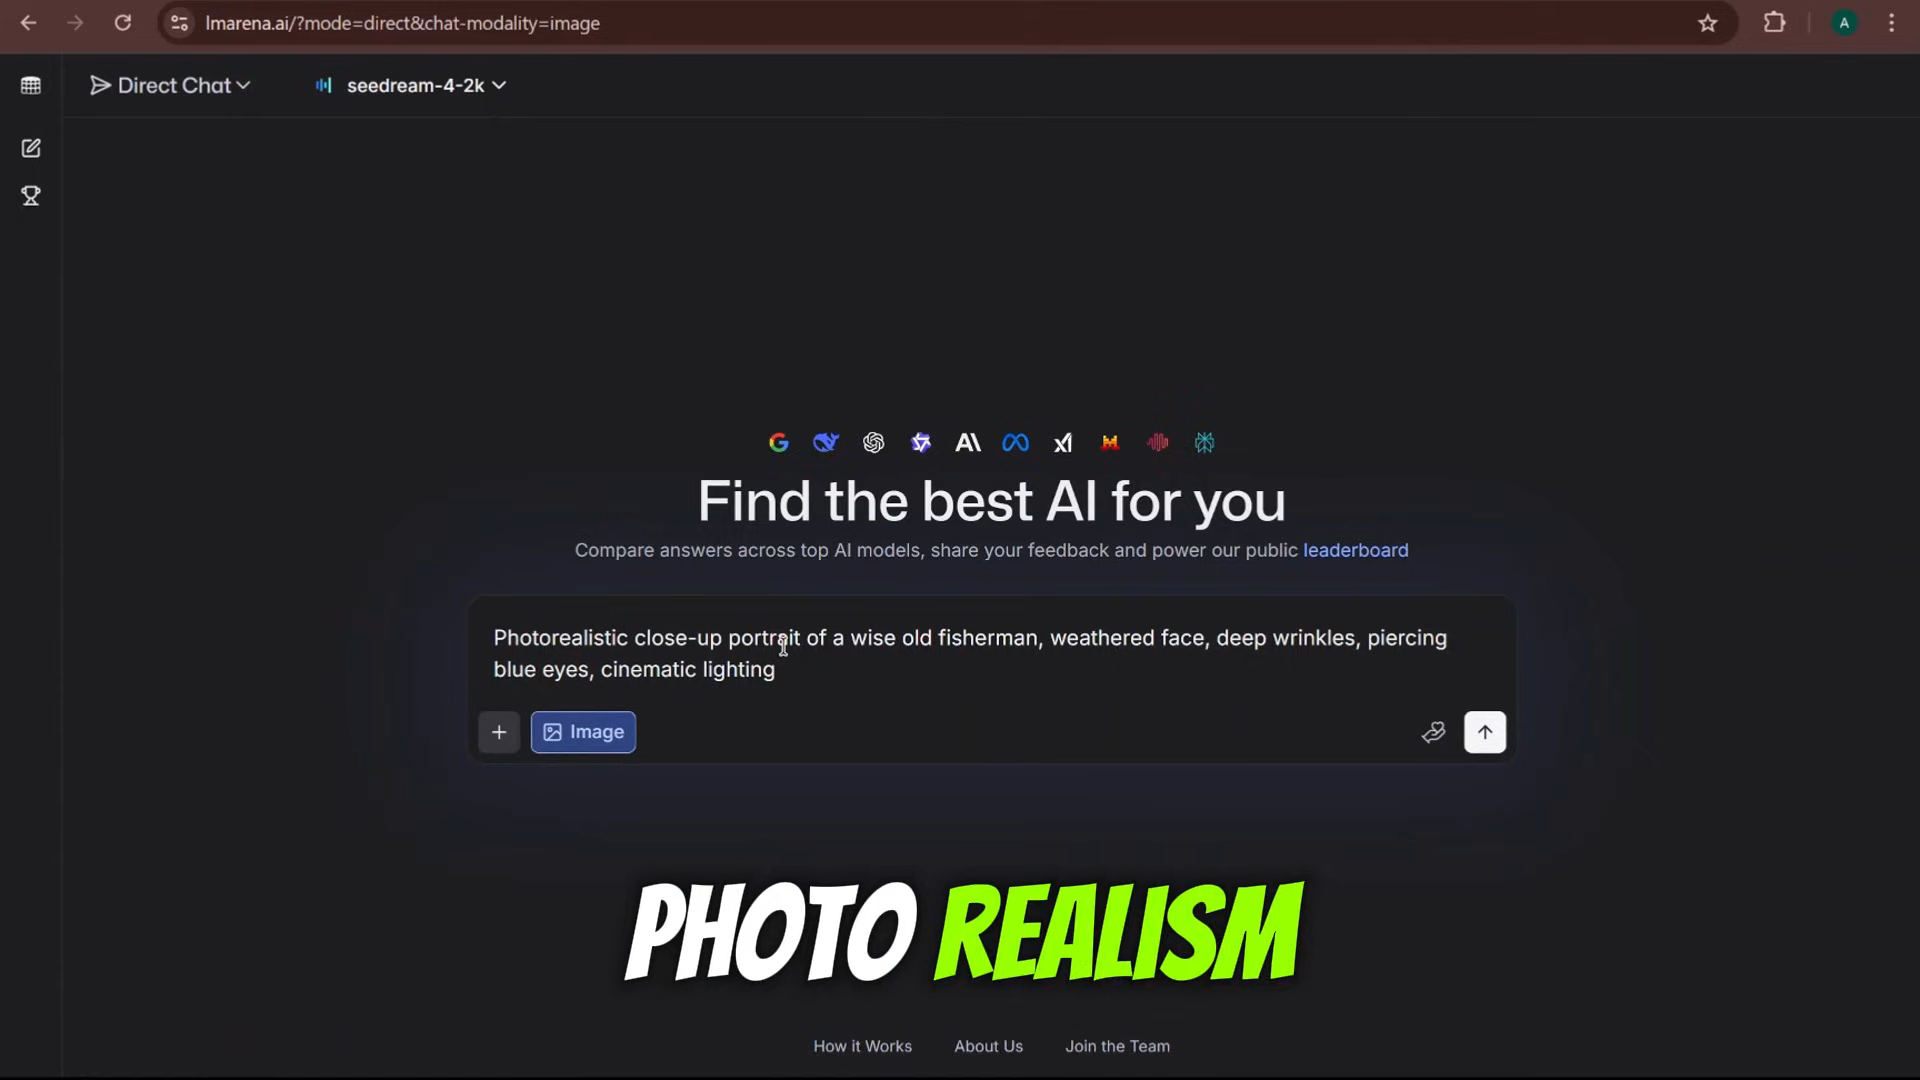 lmarena.ai/?mode=direct&chat-modality=image
A
Direct Chat
seedream-4-2k
Find the best AI for you
Compare answers across top AI models, share your feedback and power our public leaderboard
Photorealistic close-up portrait of a wise old fisherman, weathered face, deep wrinkles, piercing
blue eyes, cinematic lighting
Image
PHOTO REALISM
How it Works About Us Join the Team